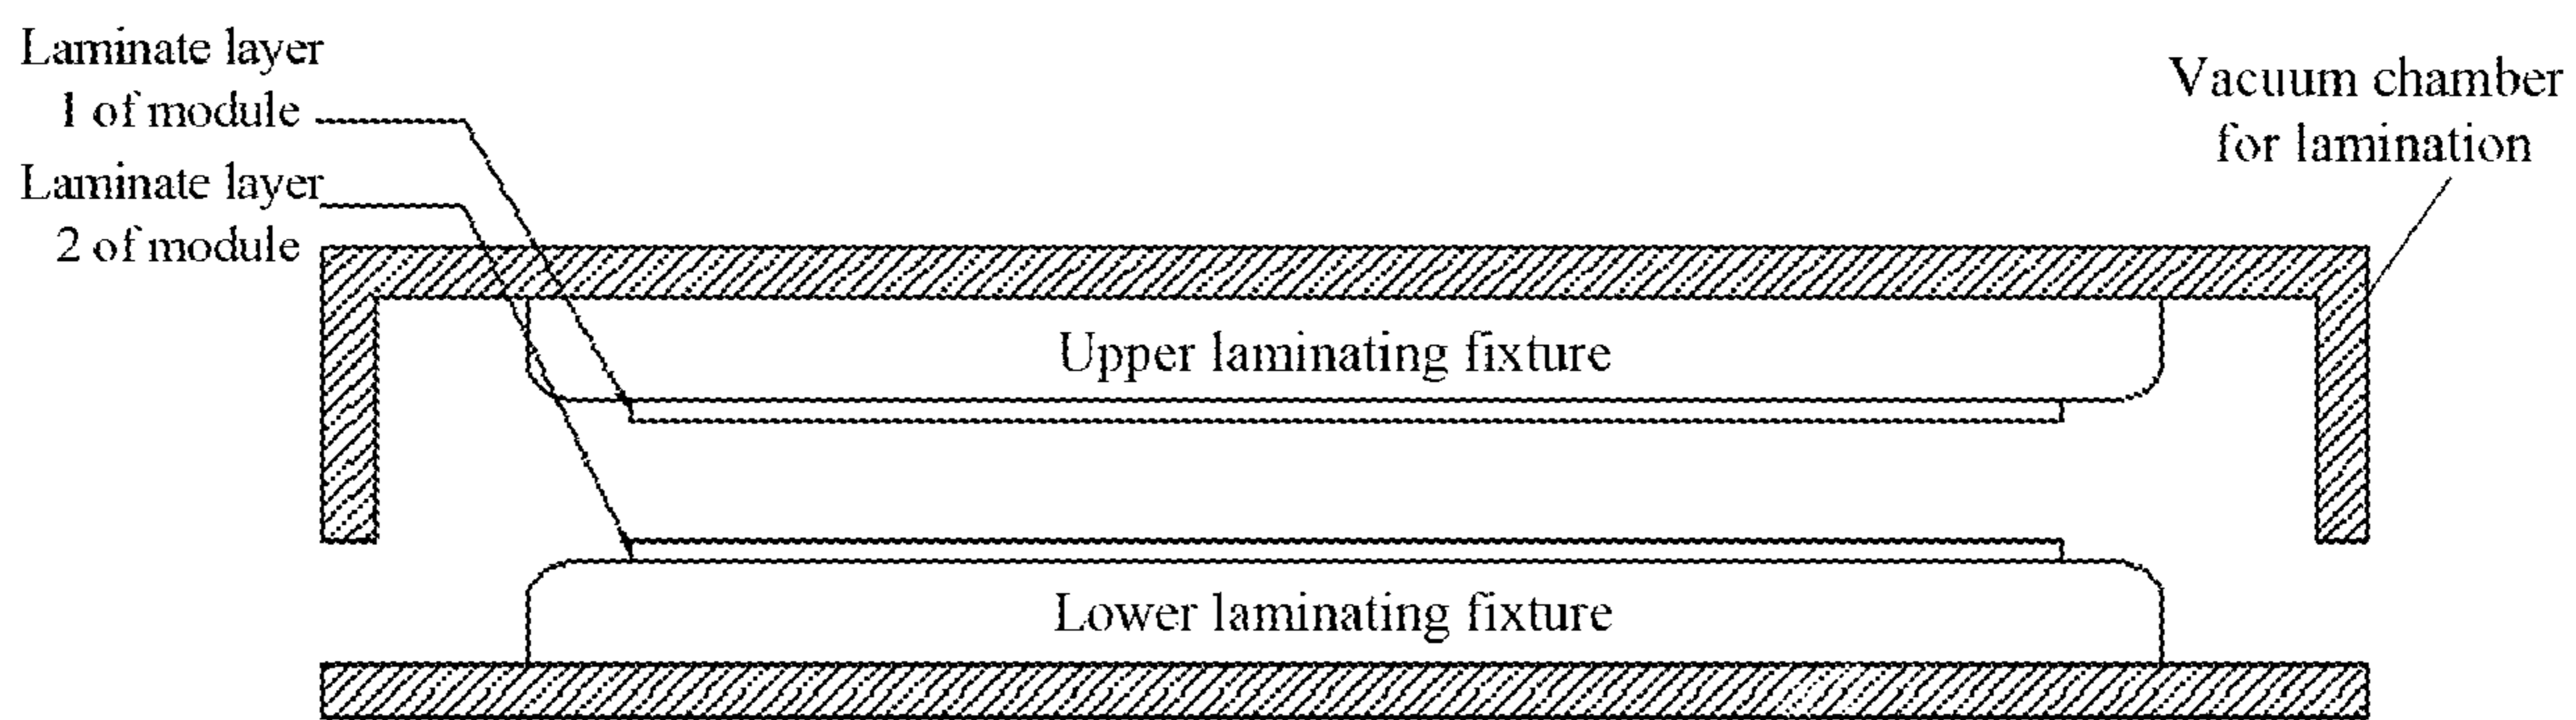 Laminate layer
1 of module
Laminate layer
2 of module
Vacuum chamber
for lamination
Upper laminating fixture
Lower laminating fixture